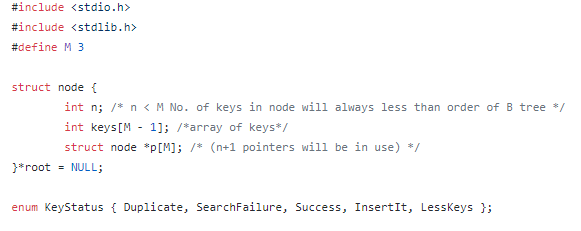 #include <stdio.h>
#include <stdlib.h>
#define M 3
struct node {
int n; /* n < M No. of keys in node will always less than order of B tree */
int keys[M - 1]; /*array of keys*/
struct node *p[M]; /* (n+1 pointers will be in use) */
}*root = NULL;
enum KeyStatus { Duplicate, SearchFailure, Success, InsertIt, LessKeys };